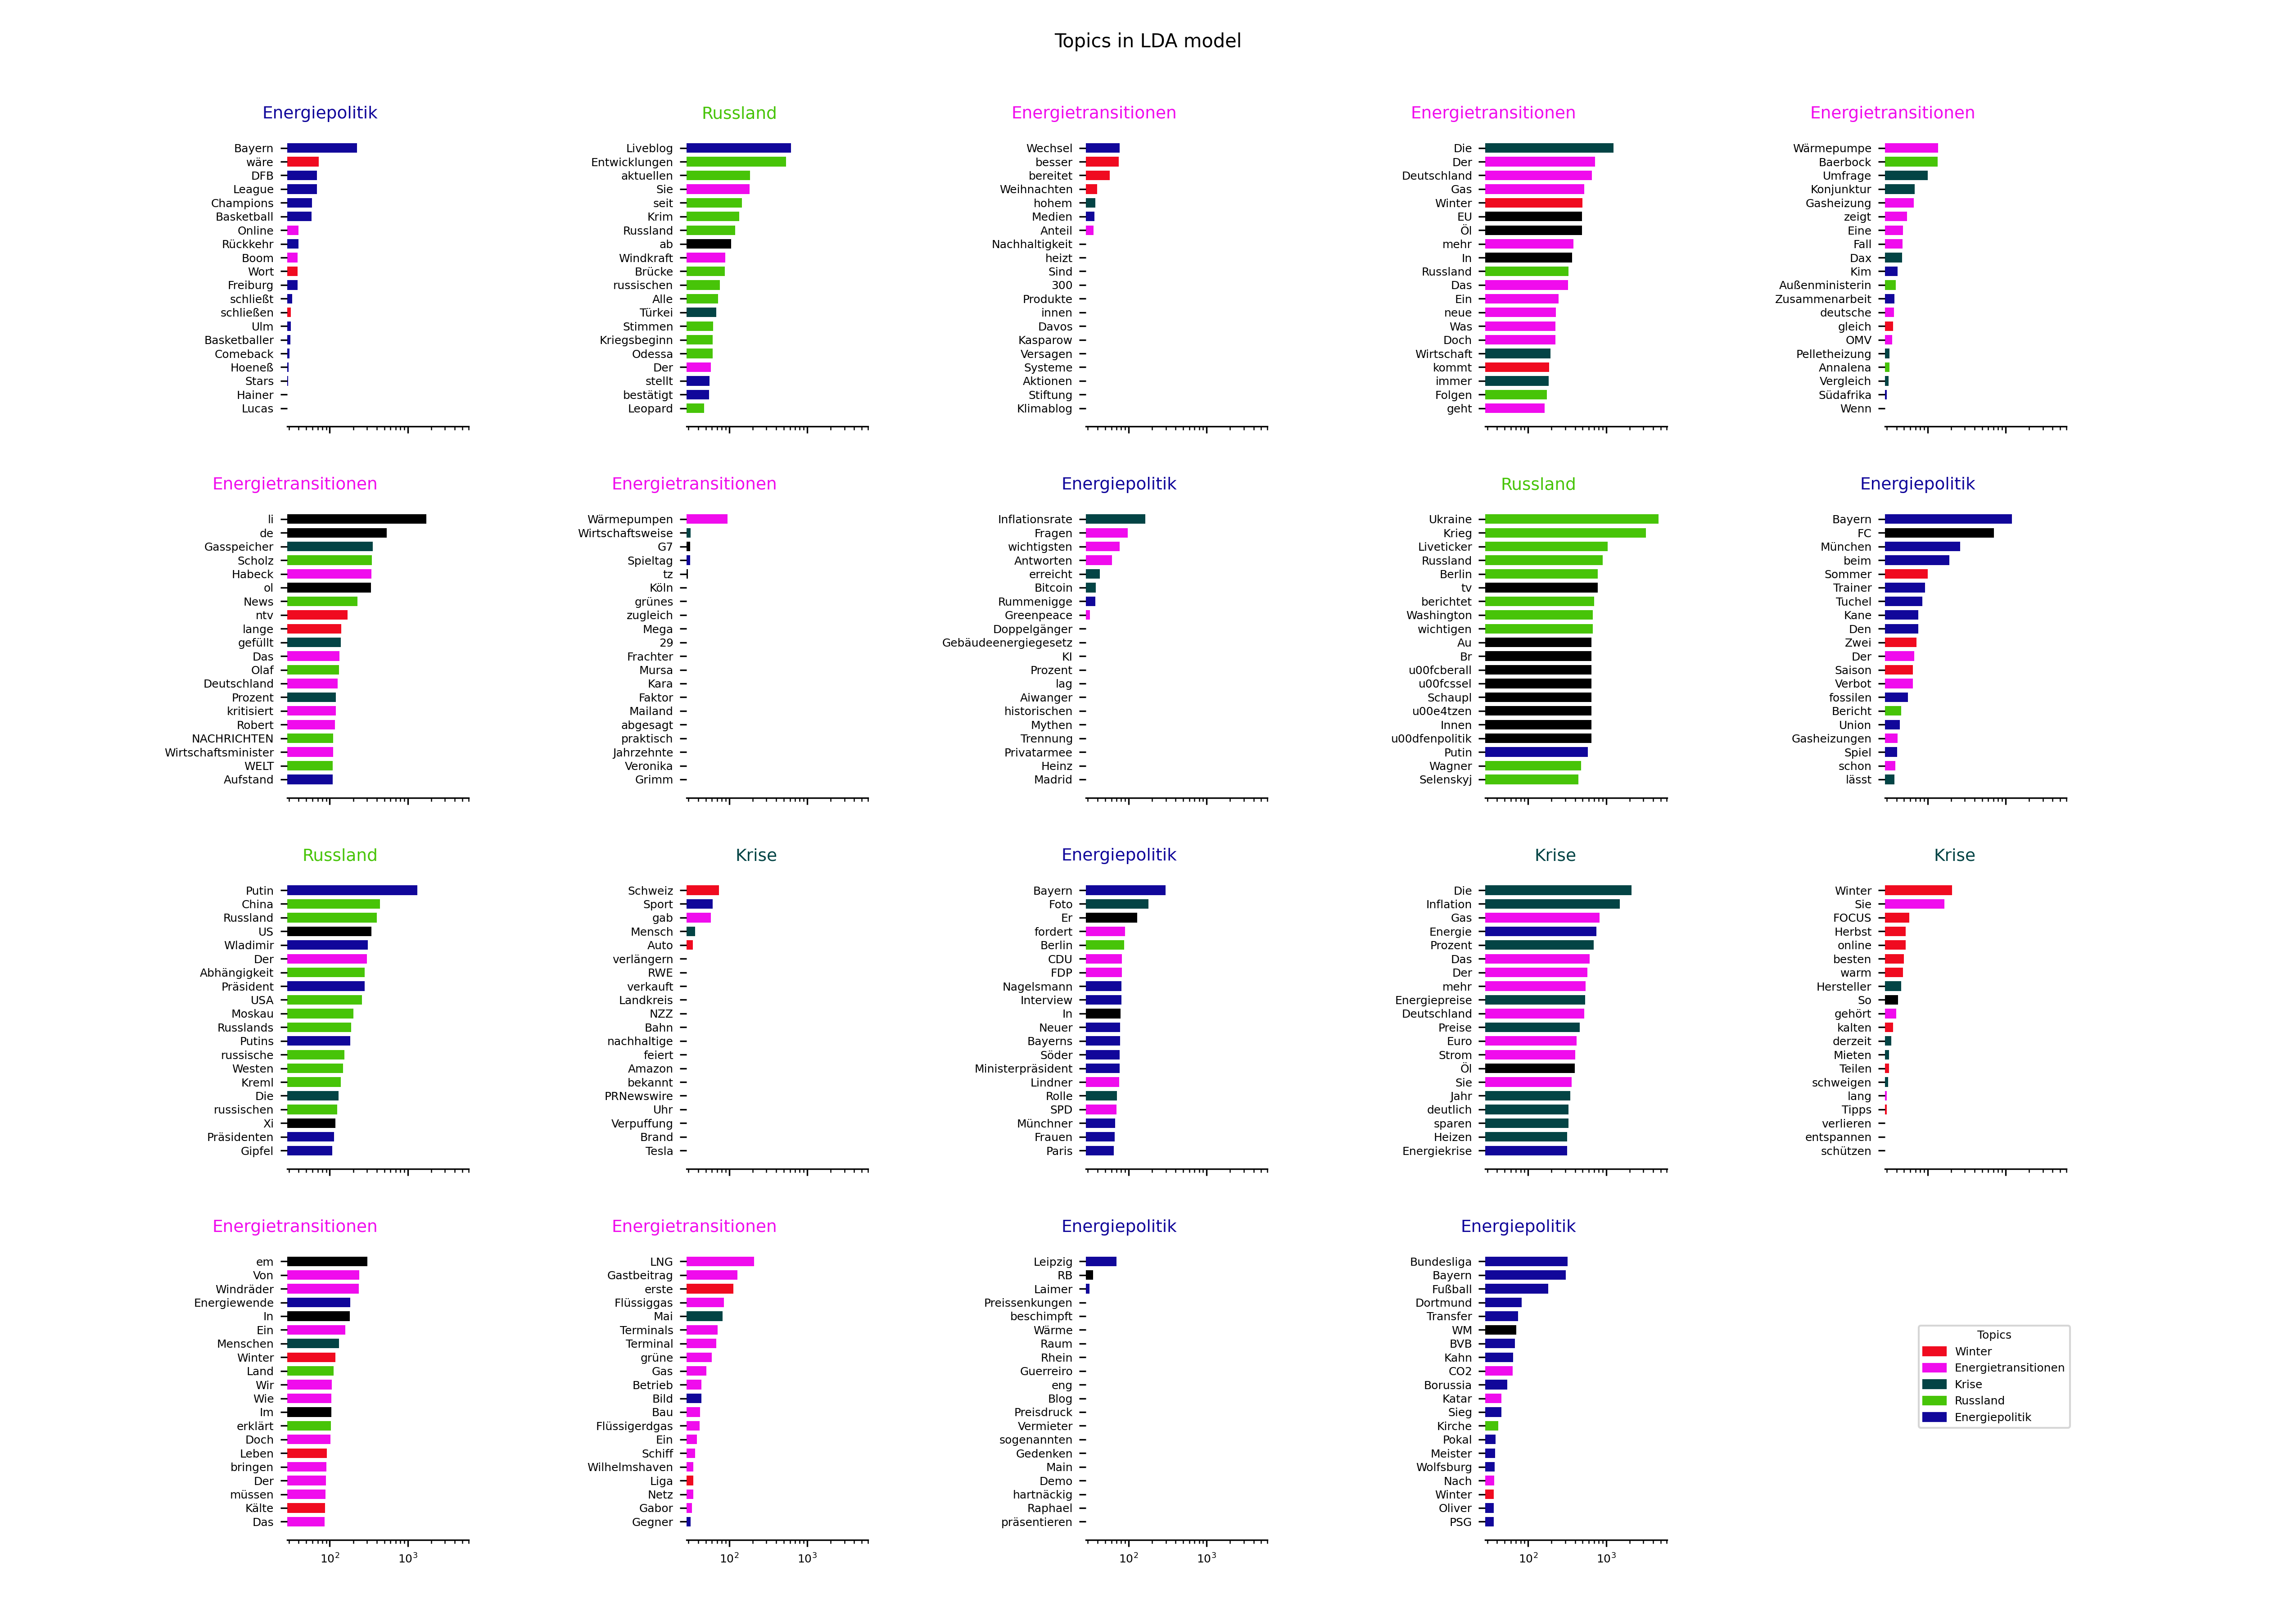 Topics in LDA model
Energiepolitik
Bayern
wäre
DFB
League
Champions
Basketball
Online
Rückkehr
Boom
Wort
Freiburg
schließt
schließen
Ulm
Basketballer
Comeback
Hoeneß
Stars
Hainer
Lucas
Russland
Liveblog
Entwicklungen
aktuellen
Sie
seit
Krim
Russland
ab
Windkraft
Brücke
russischen
Alle
Türkei
Stimmen
Kriegsbeginn
Odessa
Der
stellt
bestätigt
Leopard
Energietransitionen
Wechsel
besser
bereitet
Weihnachten
hohem
Medien
Anteil
Nachhaltigkeit
heizt
Sind
300
Produkte
innen
Davos
Kasparow
Versagen
Systeme
Aktionen
Stiftung
Klimablog
Energietransitionen
Die
Der
Deutschland
Gas
Winter
EU
Öl
mehr
In
Russland
Das
Ein
neue
Was
Doch
Wirtschaft
kommt
immer
Folgen
geht
Energietransitionen
Wärmepumpe
Baerbock
Umfrage
Konjunktur
Gasheizung
zeigt
Eine
Fall
Dax
Kim
Außenministerin
Zusammenarbeit
deutsche
gleich
OMV
Pelletheizung
Annalena
Vergleich
Südafrika
Wenn
Energietransitionen
li
de
Gasspeicher
Scholz
Habeck
ol
News
ntv
lange
gefüllt
Das
Olaf
Deutschland
Prozent
kritisiert
Robert
NACHRICHTEN
Wirtschaftsminister
WELT
Aufstand
Energietransitionen
Wärmepumpen
Wirtschaftsweise
G7
Spieltag
tz
Köln
grünes
zugleich
Mega
29
Frachter
Mursa
Kara
Faktor
Mailand
abgesagt
praktisch
Jahrzehnte
Veronika
Grimm
Energiepolitik
Inflationsrate
Fragen
wichtigsten
Antworten
erreicht
Bitcoin
Rummenigge
Greenpeace
Doppelgänger
Gebäudeenergiegesetz
KI
Prozent
lag
Aiwanger
historischen
Mythen
Trennung
Privatarmee
Heinz
Madrid
Russland
Ukraine
Krieg
Liveticker
Russland
Berlin
tv
berichtet
Washington
wichtigen
Au
Br
u00fcberall
u00fcssel
Schaupl
u00e4tzen
Innen
u00dfenpolitik
Putin
Wagner
Selenskyj
Energiepolitik
Bayern
FC
München
beim
Sommer
Trainer
Tuchel
Kane
Den
Zwei
Der
Saison
Verbot
fossilen
Bericht
Union
Gasheizungen
Spiel
schon
lässt
Russland
Putin
China
Russland
US
Wladimir
Der
Abhängigkeit
Präsident
USA
Moskau
Russlands
Putins
russische
Westen
Kreml
Die
russischen
Xi
Präsidenten
Gipfel
Krise
Schweiz
Sport
gab
Mensch
Auto
verlängern
RWE
verkauft
Landkreis
NZZ
Bahn
nachhaltige
feiert
Amazon
bekannt
PRNewswire
Uhr
Verpuffung
Brand
Tesla
Energiepolitik
Bayern
Foto
Er
fordert
Berlin
CDU
FDP
Nagelsmann
Interview
In
Neuer
Bayerns
Söder
Ministerpräsident
Lindner
Rolle
SPD
Münchner
Frauen
Paris
Krise
Die
Inflation
Gas
Energie
Prozent
Das
Der
mehr
Energiepreise
Deutschland
Preise
Euro
Strom
Öl
Sie
Jahr
deutlich
sparen
Heizen
Energiekrise
Krise
Winter
Sie
FOCUS
Herbst
online
besten
warm
Hersteller
So
gehört
kalten
derzeit
Mieten
Teilen
schweigen
lang
Tipps
verlieren
entspannen
schützen
Energietransitionen
em
Von
Windräder
Energiewende
In
Ein
Menschen
Winter
Land
Wir
Wie
Im
erklärt
Doch
Leben
bringen
Der
müssen
Kälte
Das
10² 10³
Energietransitionen
LNG
Gastbeitrag
erste
Flüssiggas
Mai
Terminals
Terminal
grüne
Gas
Betrieb
Bild
Bau
Flüssigerdgas
Ein
Schiff
Wilhelmshaven
Liga
Netz
Gabor
Gegner
10² 10³
Energiepolitik
Leipzig
RB
Laimer
Preissenkungen
beschimpft
Wärme
Raum
Rhein
Guerreiro
eng
Blog
Preisdruck
Vermieter
sogenannten
Gedenken
Main
Demo
hartnäckig
Raphael
präsentieren
10² 10³
Energiepolitik
Bundesliga
Bayern
Fußball
Dortmund
Transfer
WM
BVB
Kahn
CO2
Borussia
Katar
Sieg
Kirche
Pokal
Meister
Wolfsburg
Nach
Winter
Oliver
PSG
10² 10³
Topics
Winter
Energietransitionen
Krise
Russland
Energiepolitik